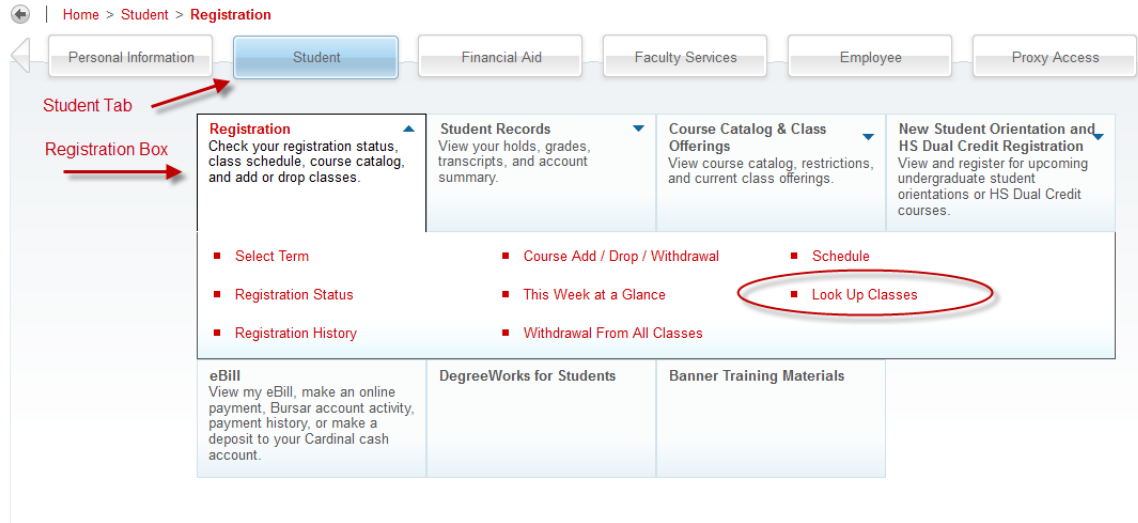 Home > Student > Registration
Personal Information
Student
Financial Aid
Faculty Services
Employee
Proxy Access
Student Tab
Registration Box
Registration
Check your registration status,
class schedule, course catalog,
and add or drop classes.
Student Records
View your holds, grades,
transcripts, and account
summary.
Course Catalog & Class
Offerings
View course catalog, restrictions,
and current class offerings.
New Student Orientation and
HS Dual Credit Registration
View and register for upcoming
undergraduate student
orientations or HS Dual Credit
courses.
Select Term
Course Add / Drop / Withdrawal
Schedule
Registration Status
This Week at a Glance
Look Up Classes
Registration History
Withdrawal From All Classes
eBill
View my eBill, make an online
payment, Bursar account activity,
payment history, or make a
deposit to your Cardinal cash
account.
DegreeWorks for Students
Banner Training Materials